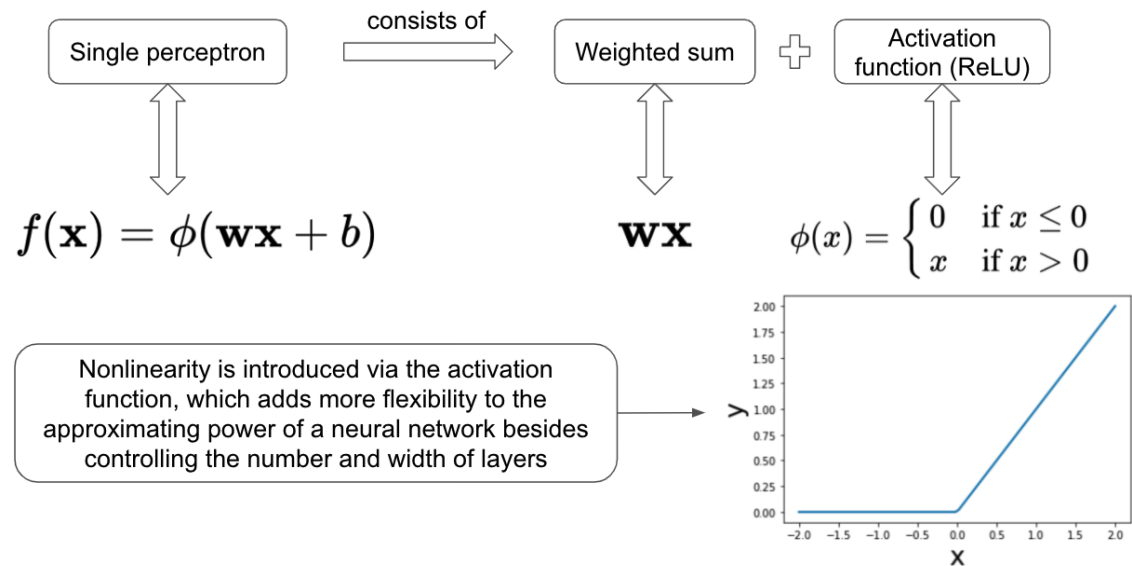 consists of
Single perceptron
Weighted sum
Activation
function (ReLU)
f(x) = ϕ(wx + b)
wx
ϕ(x) = { 0 if x ≤ 0
x if x > 0
Nonlinearity is introduced via the activation
function, which adds more flexibility to the
approximating power of a neural network besides
controlling the number and width of layers
y
2.00
1.75
1.50
1.25
1.00
0.75
0.50
0.25
0.00
−2.0 −1.5 −1.0 −0.5 0.0 0.5 1.0 1.5 2.0
x